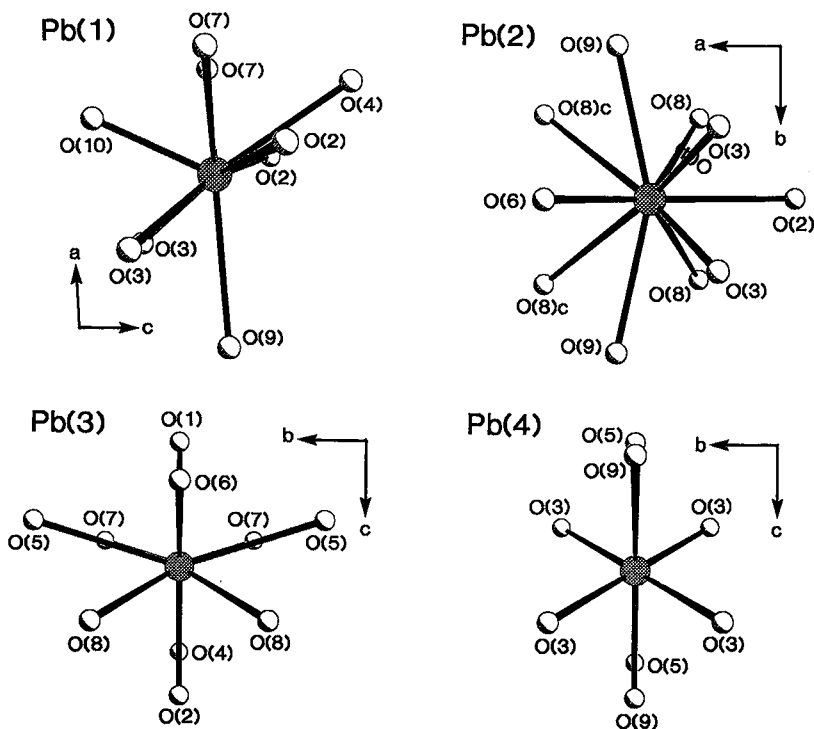 Pb(1)
O(7)
O(7)
O(4)
O(10)
O(2)
O(2)
O(3)
O(3)
a
c
O(9)
Pb(2)
O(9)
a
b
O(8)c
O(8)
O(3)
O
O(6)
O(2)
O(8)c
O(8)
O(3)
O(9)
Pb(3)
O(1)
b
c
O(6)
O(7)
O(7)
O(5)
O(5)
O(8)
O(8)
O(4)
O(2)
Pb(4)
O(5)
b
c
O(9)
O(3)
O(3)
O(3)
O(3)
O(5)
O(9)